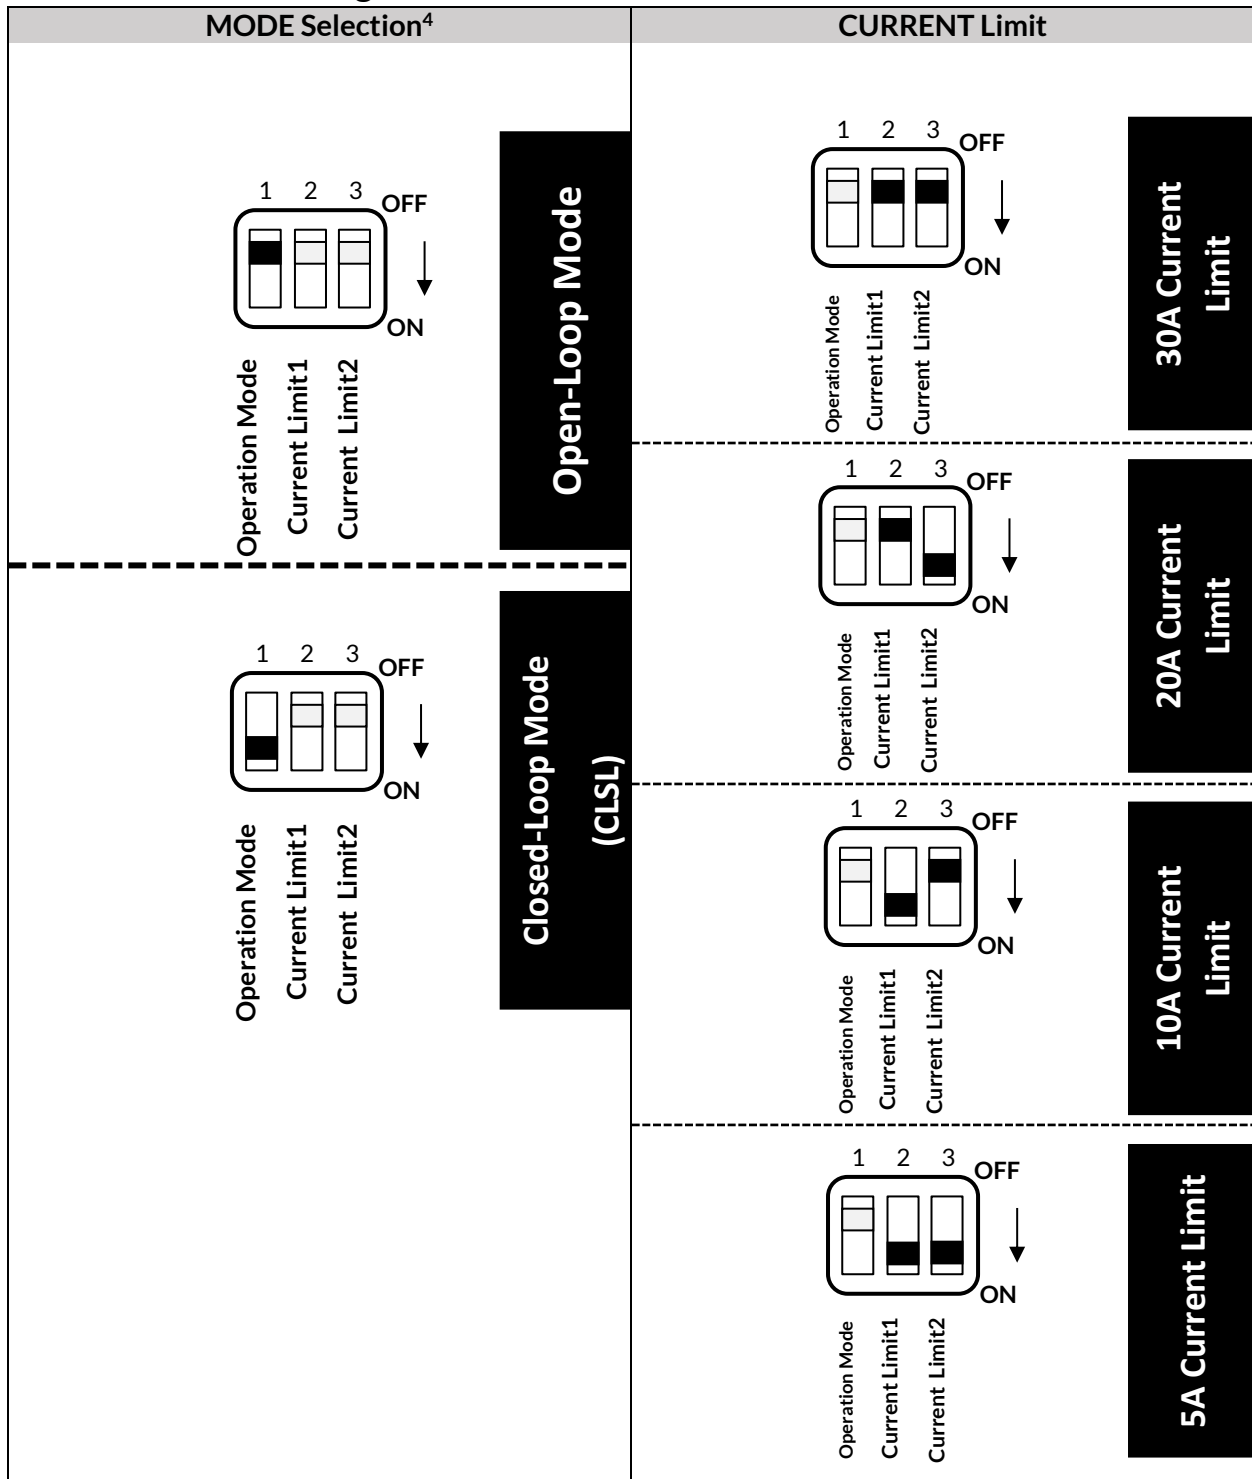 MODE Selection⁴
1 2 3
OFF
ON
Operation Mode
Current Limit1
Current Limit2
Open-Loop Mode
1 2 3
OFF
ON
Operation Mode
Current Limit1
Current Limit2
Closed-Loop Mode
(CLSL)
CURRENT Limit
1 2 3
OFF
ON
Operation Mode
Current Limit1
Current Limit2
30A Current
Limit
1 2 3
OFF
ON
Operation Mode
Current Limit1
Current Limit2
20A Current
Limit
1 2 3
OFF
ON
Operation Mode
Current Limit1
Current Limit2
10A Current
Limit
1 2 3
OFF
ON
Operation Mode
Current Limit1
Current Limit2
5A Current Limit